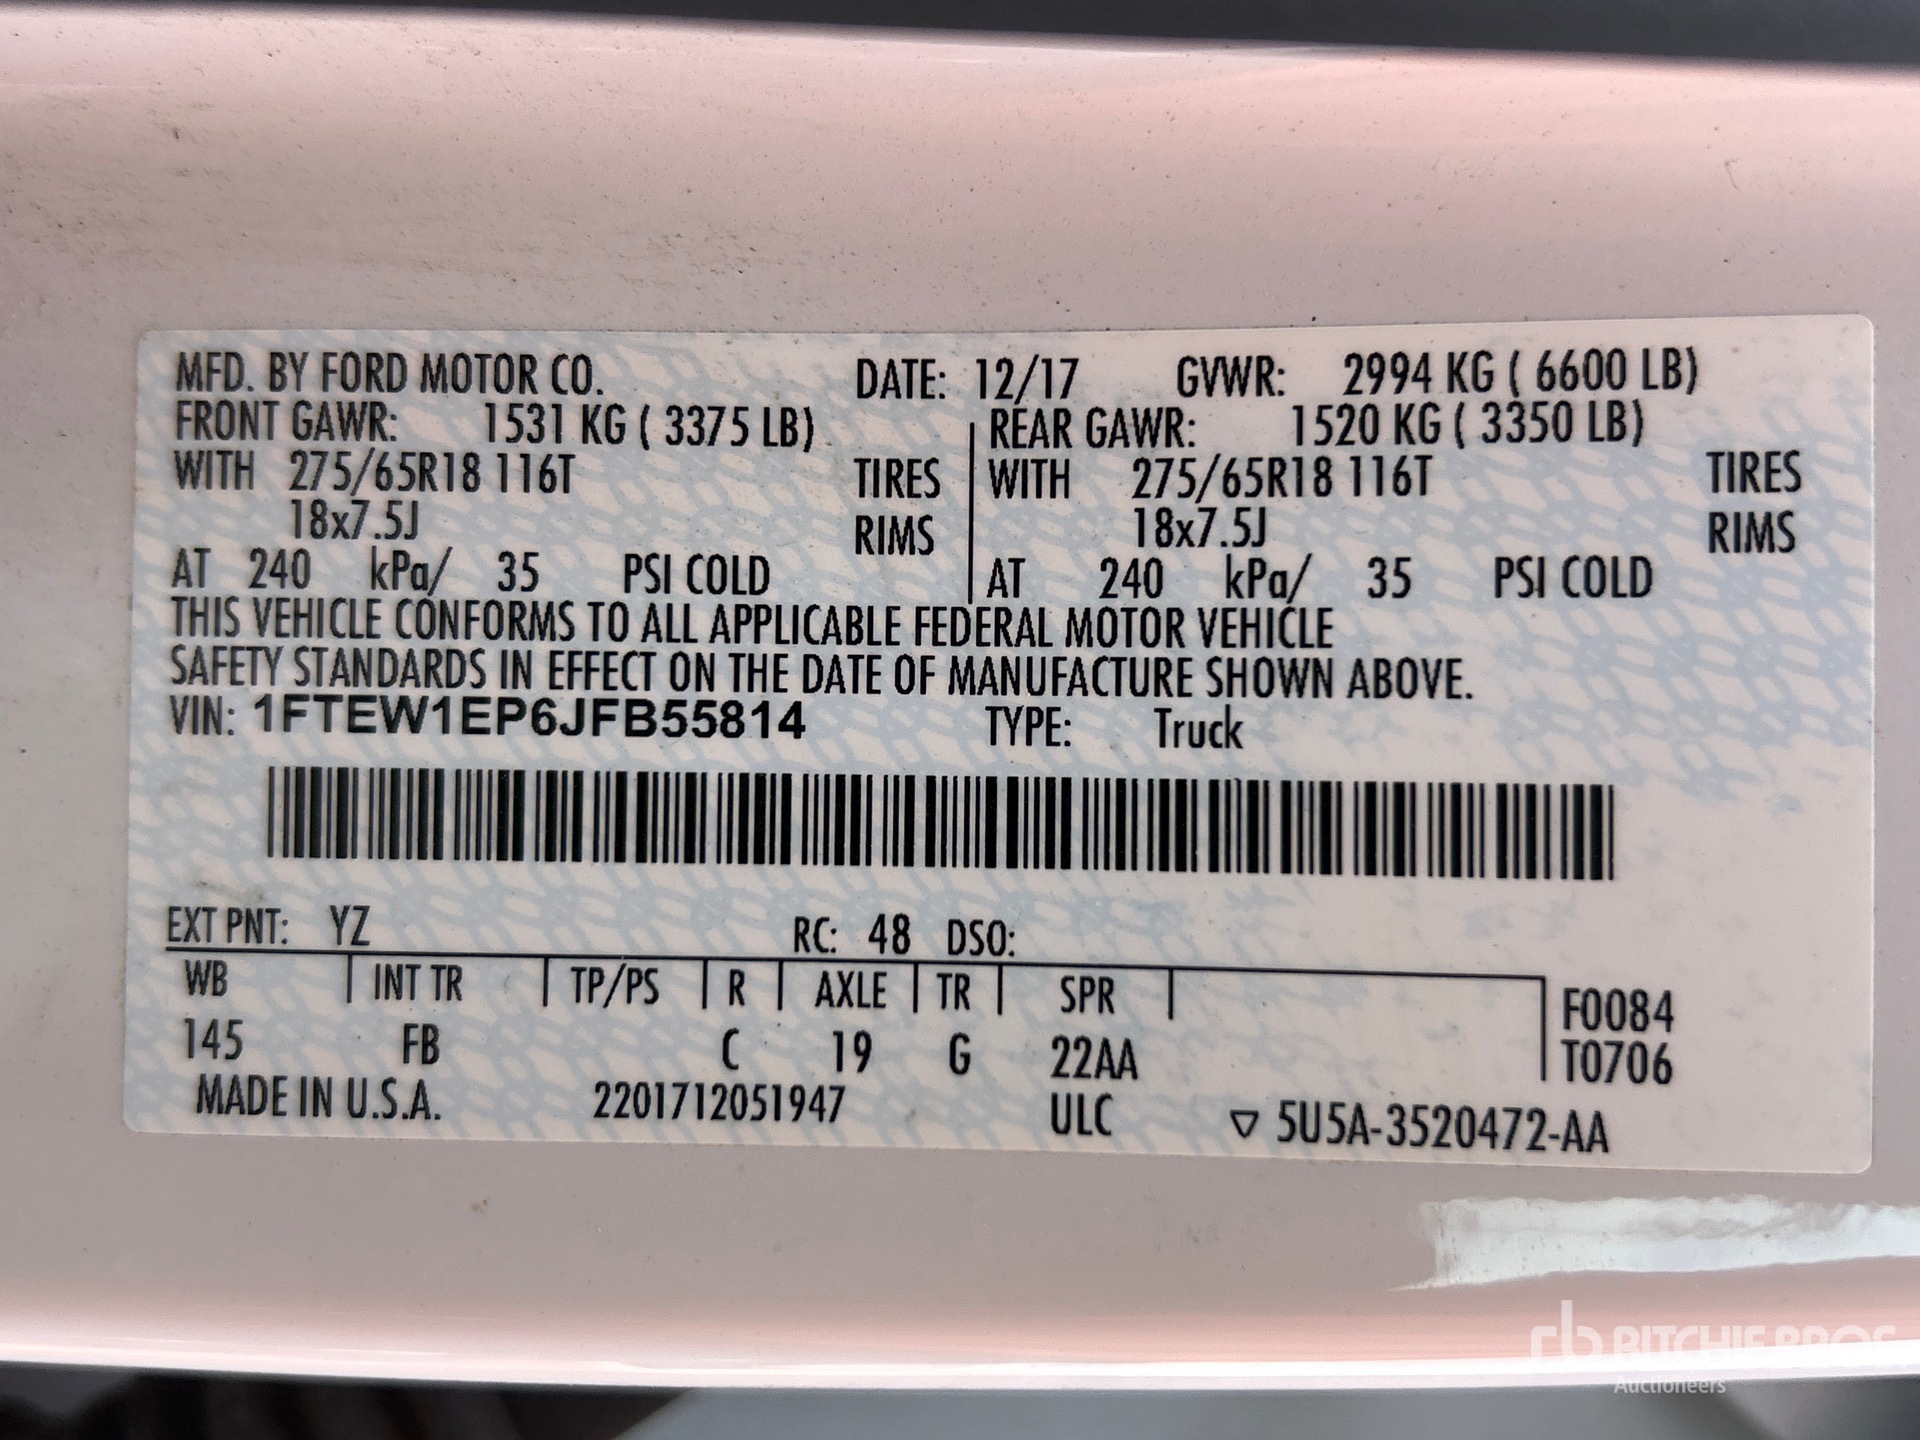 MFD. BY FORD MOTOR CO. DATE: 12/17 GVWR: 2994 KG ( 6600 LB)
FRONT GAWR: 1531 KG ( 3375 LB) REAR GAWR: 1520 KG ( 3350 LB)
WITH 275/65R18 116T TIRES WITH 275/65R18 116T TIRES
18x7.5J RIMS 18x7.5J RIMS
AT 240 kPa/ 35 PSI COLD AT 240 kPa/ 35 PSI COLD
THIS VEHICLE CONFORMS TO ALL APPLICABLE FEDERAL MOTOR VEHICLE
SAFETY STANDARDS IN EFFECT ON THE DATE OF MANUFACTURE SHOWN ABOVE.
VIN: 1FTEW1EP6JFB55814 TYPE: Truck
EXT PNT: YZ RC: 48 DSO:
WB INT TR TP/PS R AXLE TR SPR F0084
145 FB C 19 G 22AA T0706
MADE IN U.S.A. 2201712051947 ULC ▽ 5U5A-3520472-AA
rb RITCHIE BROS
Auctioneers